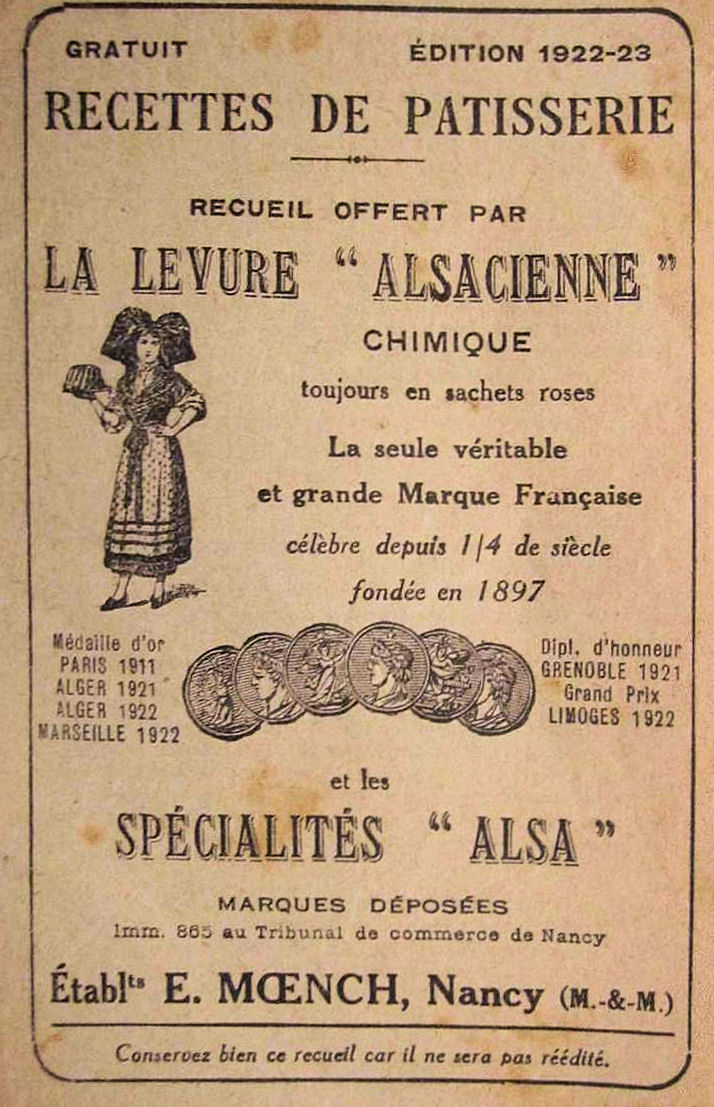 GRATUIT ÉDITION 1922-23
RECETTES DE PATISSERIE
RECUEIL OFFERT PAR
LA LEVURE “ ALSACIENNE ”
CHIMIQUE
toujours en sachets roses
La seule véritable
et grande Marque Française
célèbre depuis 1/4 de siècle
fondée en 1897
Médaille d'or
PARIS 1911
ALGER 1921
ALGER 1922
MARSEILLE 1922
Dipl. d'honneur
GRENOBLE 1921
Grand Prix
LIMOGES 1922
et les
SPÉCIALITÉS “ ALSA ”
MARQUES DÉPOSÉES
Imm. 865 au Tribunal de commerce de Nancy
Établts E. MŒNCH, Nancy (M.-&-M.)
Conservez bien ce recueil car il ne sera pas réédité.